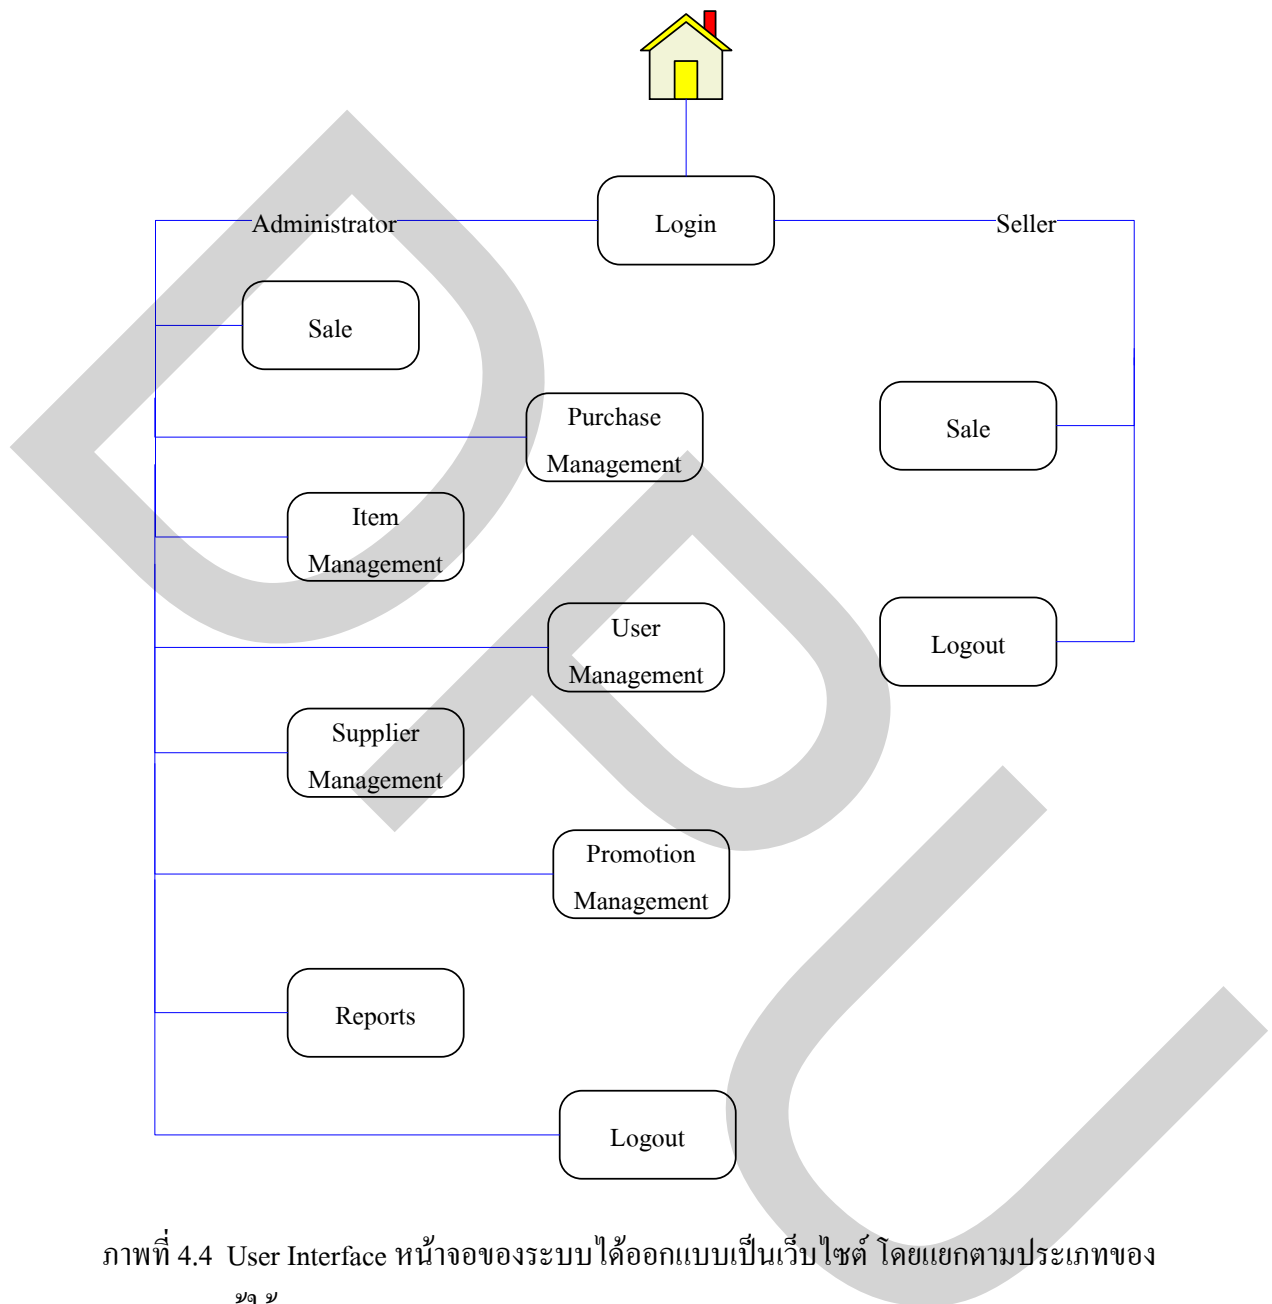 Login
Administrator
Seller
Sale
Purchase
Management
Sale
Item
Management
User
Management
Logout
Supplier
Management
Promotion
Management
Reports
Logout
DPU
ภาพที่ 4.4 User Interface หน้าจอของระบบ ได้ออกแบบเป็นเว็บไซต์ โดยแยกตามประเภทของ